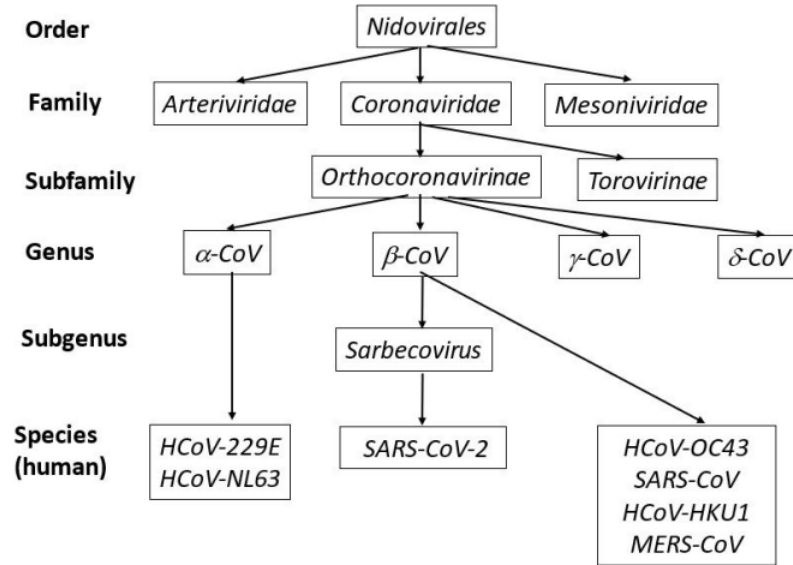 Order
Nidovirales
Family
Arteriviridae
Coronaviridae
Mesoniviridae
Subfamily
Orthocoronavirinae
Torovirinae
Genus
α-CoV
β-CoV
γ-CoV
δ-CoV
Subgenus
Sarbecovirus
Species
(human)
HCoV-229E
HCoV-NL63
SARS-CoV-2
HCoV-OC43
SARS-CoV
HCoV-HKU1
MERS-CoV